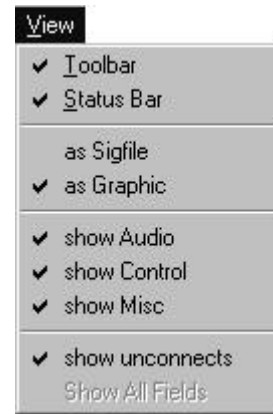 View
Toolbar
Status Bar
as Sigfile
as Graphic
show Audio
show Control
show Misc
show unconnects
Show All Fields